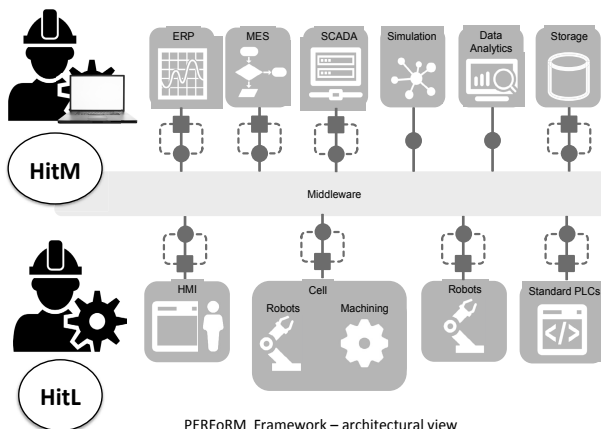 ERP
MES
SCADA
Simulation
Data
Analytics
Storage
HitM
Middleware
HMI
Cell
Robots
Machining
Robots
Standard PLCs
</>
HitL
PERFoRM Framework – architectural view